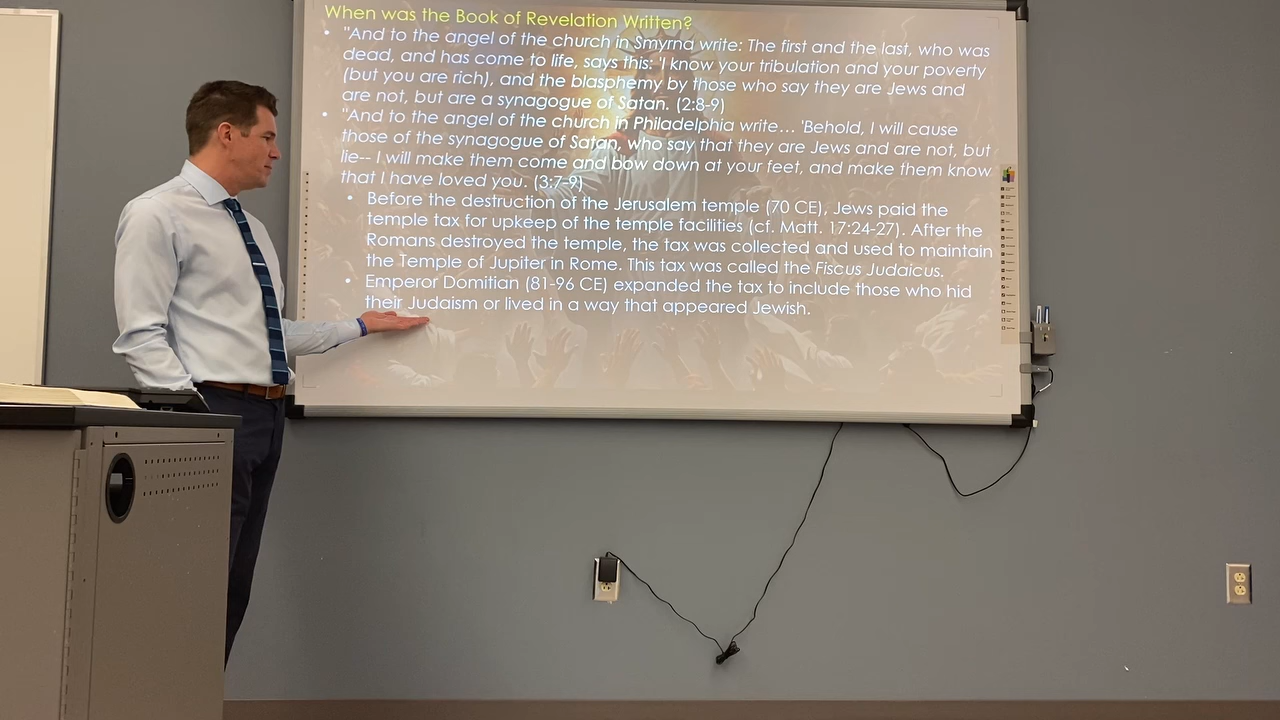 When was the Book of Revelation Written?
• "And to the angel of the church in Smyrna write: The first and the last, who was
dead, and has come to life, says this: 'I know your tribulation and your poverty
(but you are rich), and the blasphemy by those who say they are Jews and
are not, but are a synagogue of Satan. (2:8-9)
• "And to the angel of the church in Philadelphia write... 'Behold, I will cause
those of the synagogue of Satan, who say that they are Jews and are not, but
lie-- I will make them come and bow down at your feet, and make them know
that I have loved you. (3:7-9)
• Before the destruction of the Jerusalem temple (70 CE), Jews paid the
temple tax for upkeep of the temple facilities (cf. Matt. 17:24-27). After the
Romans destroyed the temple, the tax was collected and used to maintain
the Temple of Jupiter in Rome. This tax was called the Fiscus Judaicus.
• Emperor Domitian (81-96 CE) expanded the tax to include those who hid
their Judaism or lived in a way that appeared Jewish.